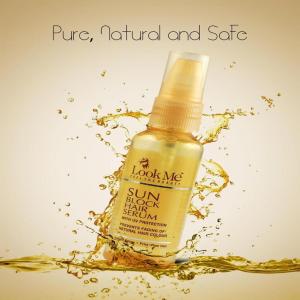 Pure, Natural and Safe
Look Me
SUN
BLOCK
HAIR
SERUM
WITH UV PROTECTION
PREVENTS FADING OF
NATURAL HAIR COLOUR